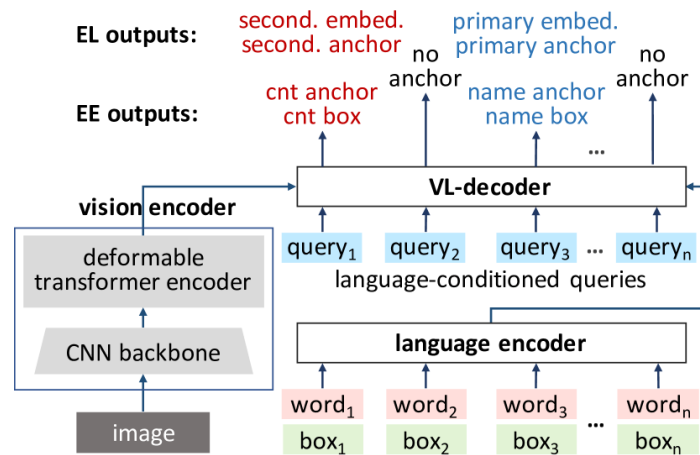 EL outputs:
second. embed.
second. anchor
no
anchor
primary embed.
primary anchor
no
anchor
EE outputs:
cnt anchor
cnt box
name anchor
name box
...
VL-decoder
vision encoder
deformable
transformer encoder
CNN backbone
image
query₁ query₂ query₃ ... queryₙ
language-conditioned queries
language encoder
word₁ word₂ word₃ ... wordₙ
box₁ box₂ box₃ boxₙ